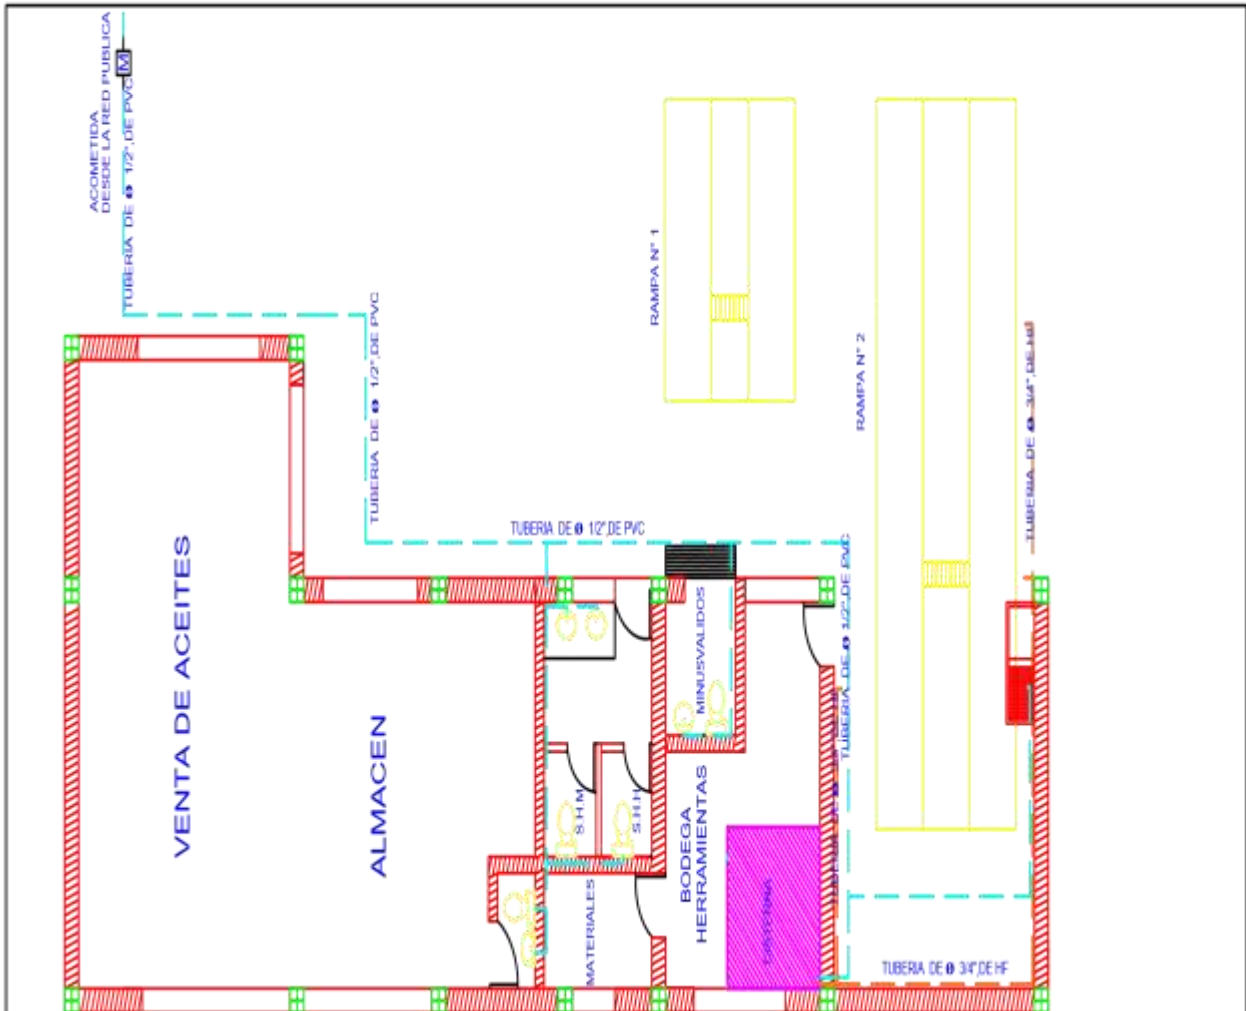 ACOMETIDA
DESDE LA RED PUBLICA
M
TUBERIA DE Ø 1/2",DE PVC
TUBERIA DE Ø 1/2",DE PVC
TUBERIA DE Ø 1/2",DE PVC
RAMPA N° 1
RAMPA N° 2
TUBERIA DE Ø 3/4",DE HF
TUBERIA DE Ø 1/2",DE PVC
VENTA DE ACEITES
ALMACEN
MINUSVALIDOS
S.H.M
S.H.H
BODEGA
HERRAMIENTAS
MATERIALES
CISTERNA
TUBERIA DE Ø 3/4",DE HF